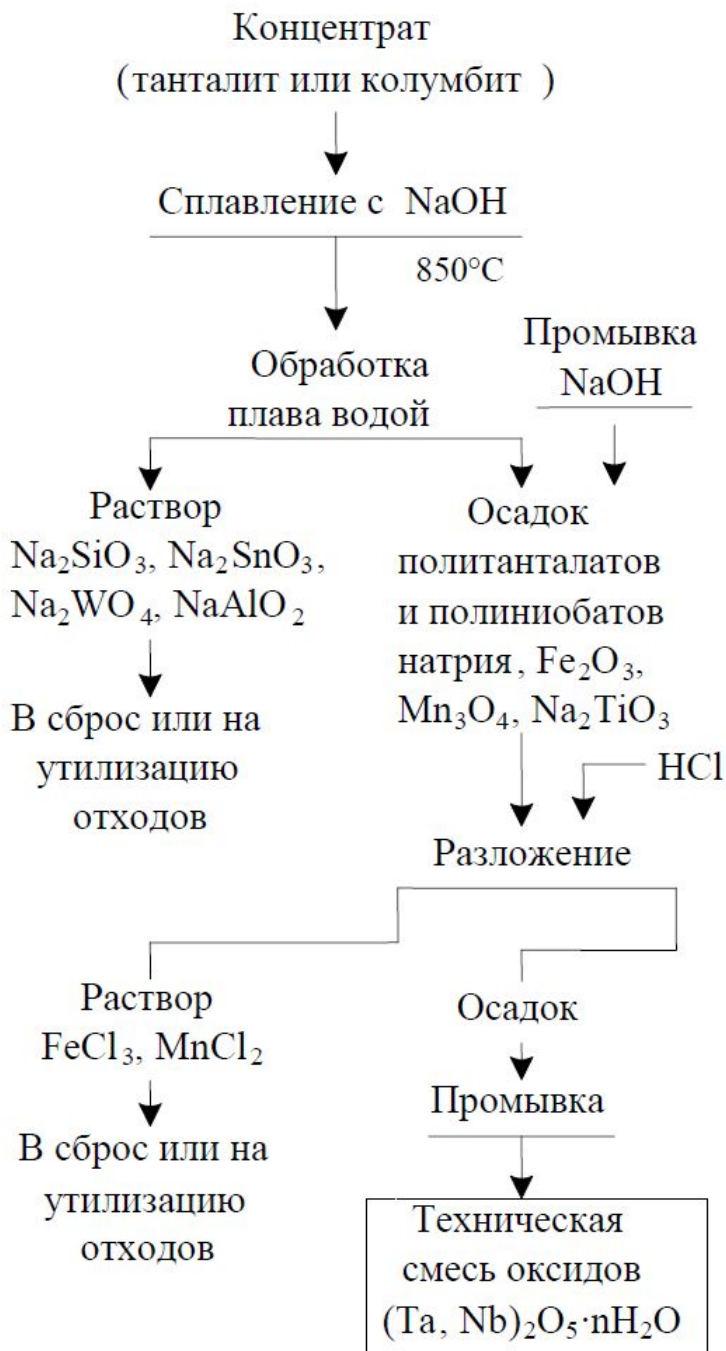 Концентрат
(танталит или колумбит )
Сплавление с NaOH
850°C
Обработка
плава водой
Промывка
NaOH
Раствор
Na₂SiO₃, Na₂SnO₃,
Na₂WO₄, NaAlO₂
В сброс или на
утилизацию
отходов
Осадок
политанталатов
и полиниобатов
натрия, Fe₂O₃,
Mn₃O₄, Na₂TiO₃
HCl
Разложение
Раствор
FeCl₃, MnCl₂
В сброс или на
утилизацию
отходов
Осадок
Промывка
Техническая
смесь оксидов
(Ta, Nb)₂O₅·nH₂O